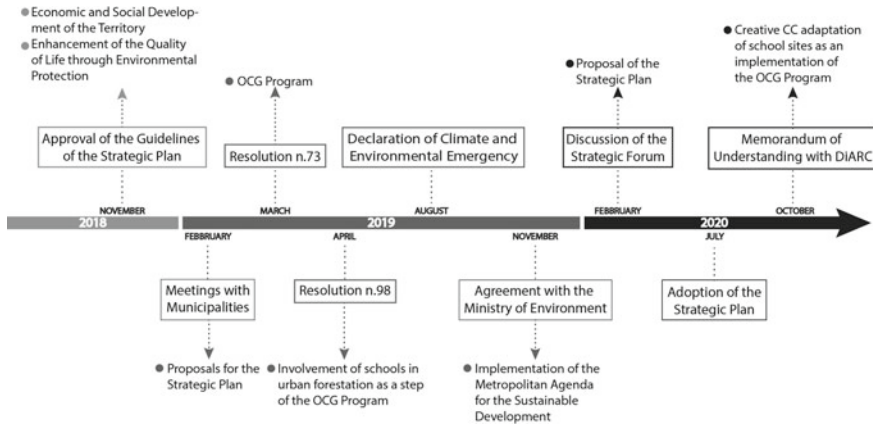 Economic and Social Develop-
ment of the Territory
Enhancement of the Quality
of Life through Environmental
Protection
OCG Program
Proposal of the
Strategic Plan
Creative CC adaptation
of school sites as an
implementation of
the OCG Program
Approval of the Guidelines
of the Strategic Plan
Resolution n.73
Declaration of Climate and
Environmental Emergency
Discussion of the
Strategic Forum
Memorandum of
Understanding with DiARC
NOVEMBER
MARCH
AUGUST
FEBBRUARY
OCTOBER
2018
2019
2020
FEBBRUARY
APRIL
NOVEMBER
JULY
Meetings with
Municipalities
Resolution n.98
Agreement with the
Ministry of Environment
Adoption of the
Strategic Plan
Proposals for the
Strategic Plan
Involvement of schools in
urban forestation as a step
of the OCG Program
Implementation of the
Metropolitan Agenda
for the Sustainable
Development